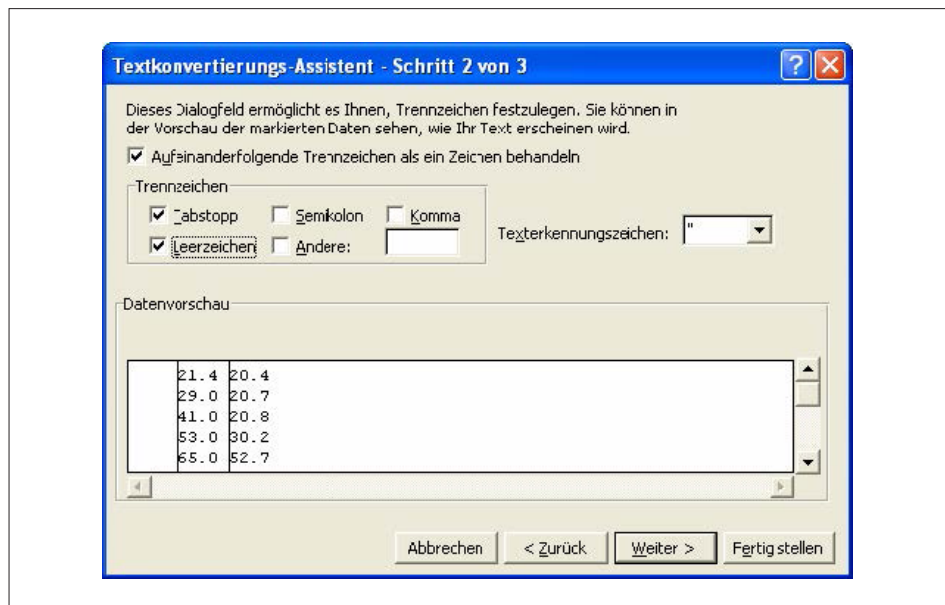 Textkonvertierungs-Assistent - Schritt 2 von 3
Dieses Dialogfeld ermöglicht es Ihnen, Trennzeichen festzulegen. Sie können in
der Vorschau der markierten Daten sehen, wie Ihr Text erscheinen wird.
Aufeinanderfolgende Trennzeichen als ein Zeichen behandeln
Trennzeichen
Tabstopp Semikolon Komma
Leerzeichen Andere:
Texterkennungszeichen: "
Datenvorschau
21.4 20.4
29.0 20.7
41.0 20.8
53.0 30.2
65.0 52.7
Abbrechen < Zurück Weiter > Fertig stellen